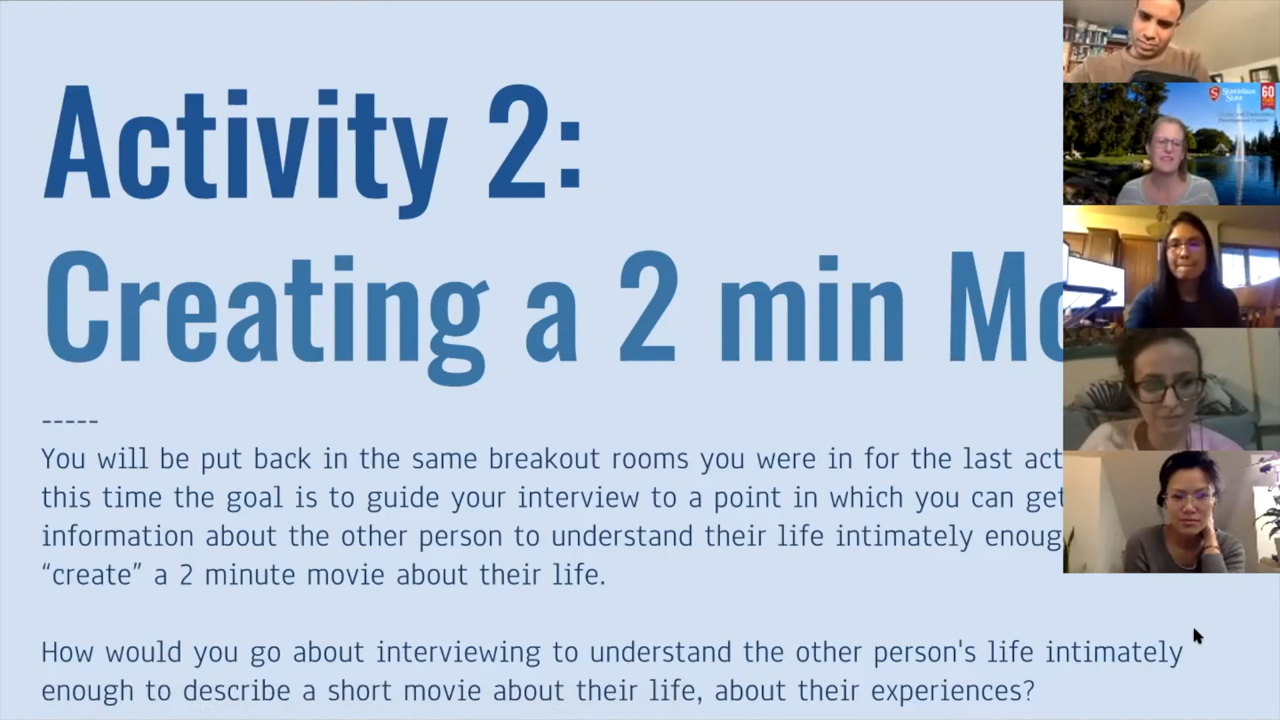 Activity 2:
Creating a 2 min Mo
-----
You will be put back in the same breakout rooms you were in for the last act
this time the goal is to guide your interview to a point in which you can get
information about the other person to understand their life intimately enoug
“create” a 2 minute movie about their life.
How would you go about interviewing to understand the other person's life intimately
enough to describe a short movie about their life, about their experiences?
Stanislaus
State
60